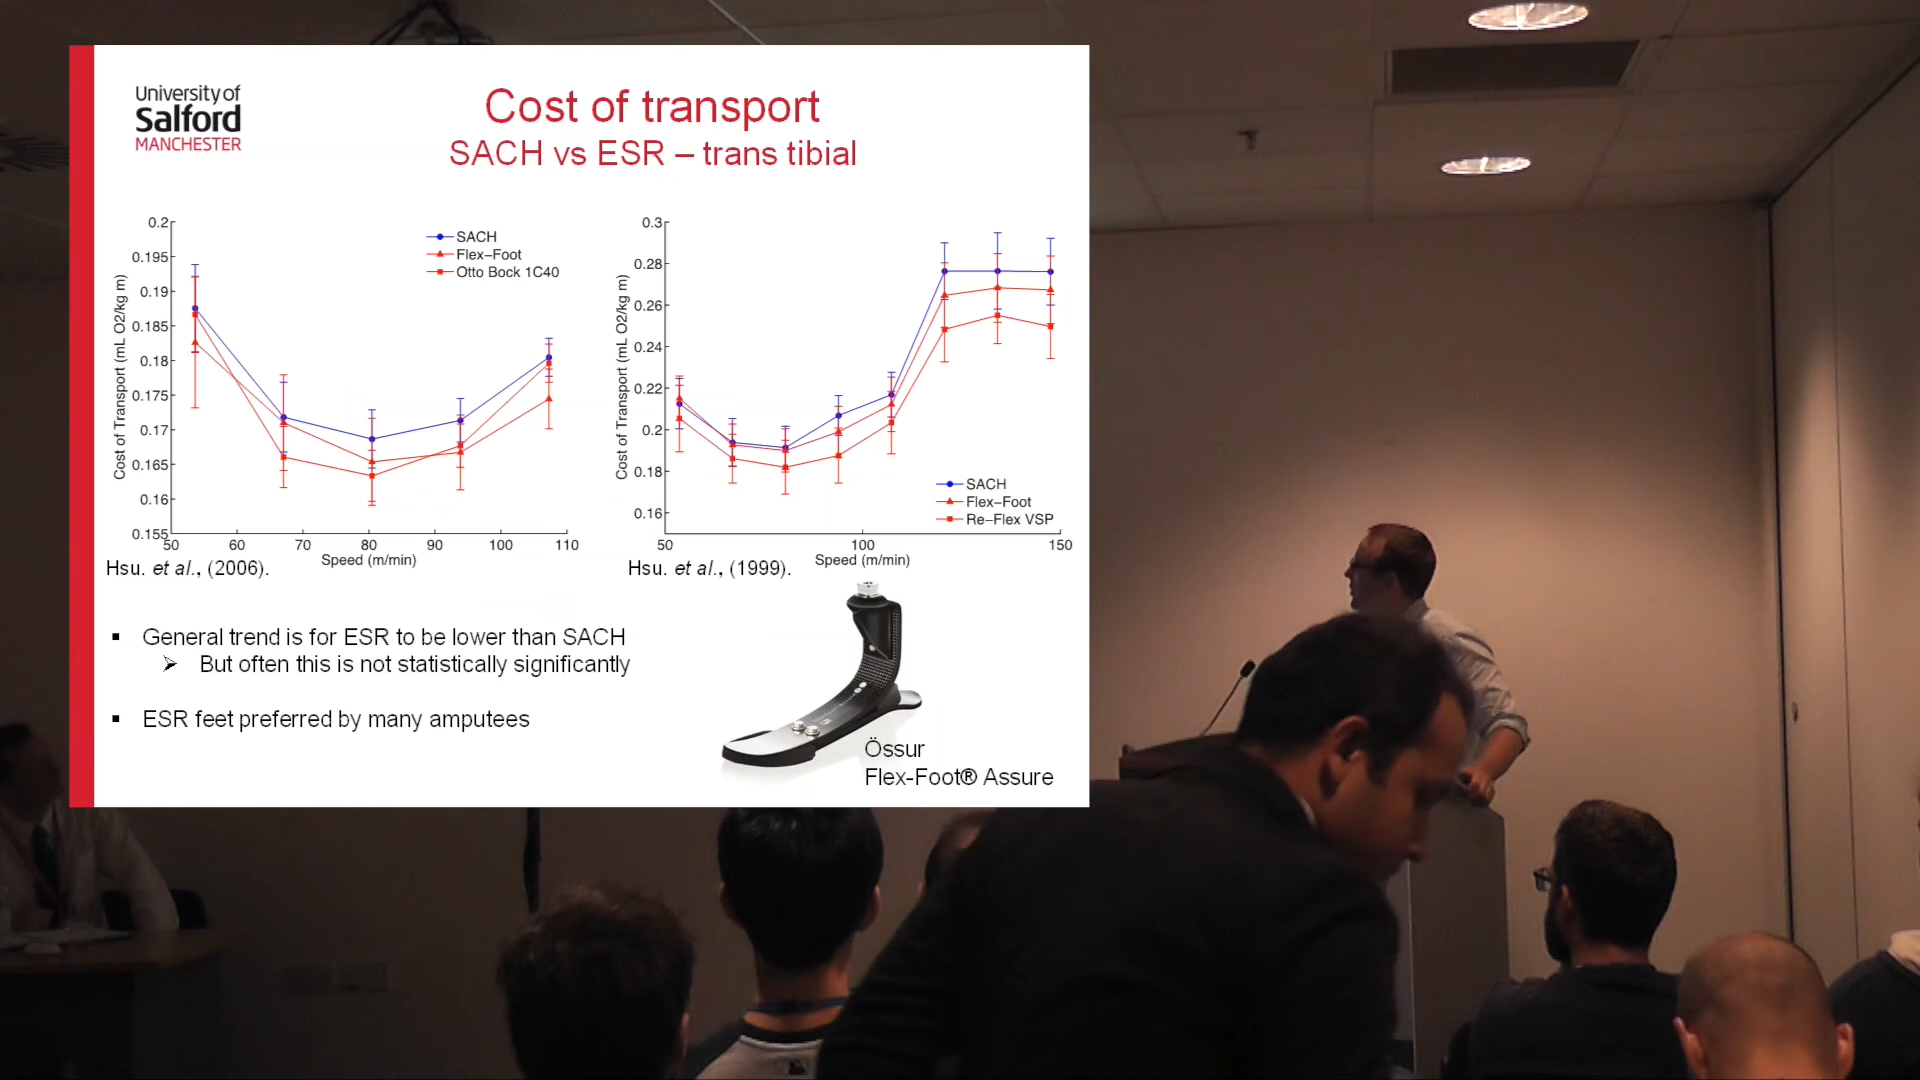 University of
Salford
MANCHESTER
Cost of transport
SACH vs ESR – trans tibial
0.2
0.195
0.19
0.185
0.18
0.175
0.17
0.165
0.16
0.155
Cost of Transport (mL O2/kg m)
SACH
Flex–Foot
Otto Bock 1C40
50 60 70 80 90 100 110
Speed (m/min)
Hsu. et al., (2006).
0.3
0.28
0.26
0.24
0.22
0.2
0.18
0.16
Cost of Transport (mL O2/kg m)
SACH
Flex–Foot
Re–Flex VSP
50 100 150
Speed (m/min)
Hsu. et al., (1999).
▪ General trend is for ESR to be lower than SACH
➢ But often this is not statistically significantly
▪ ESR feet preferred by many amputees
Össur
Flex-Foot® Assure